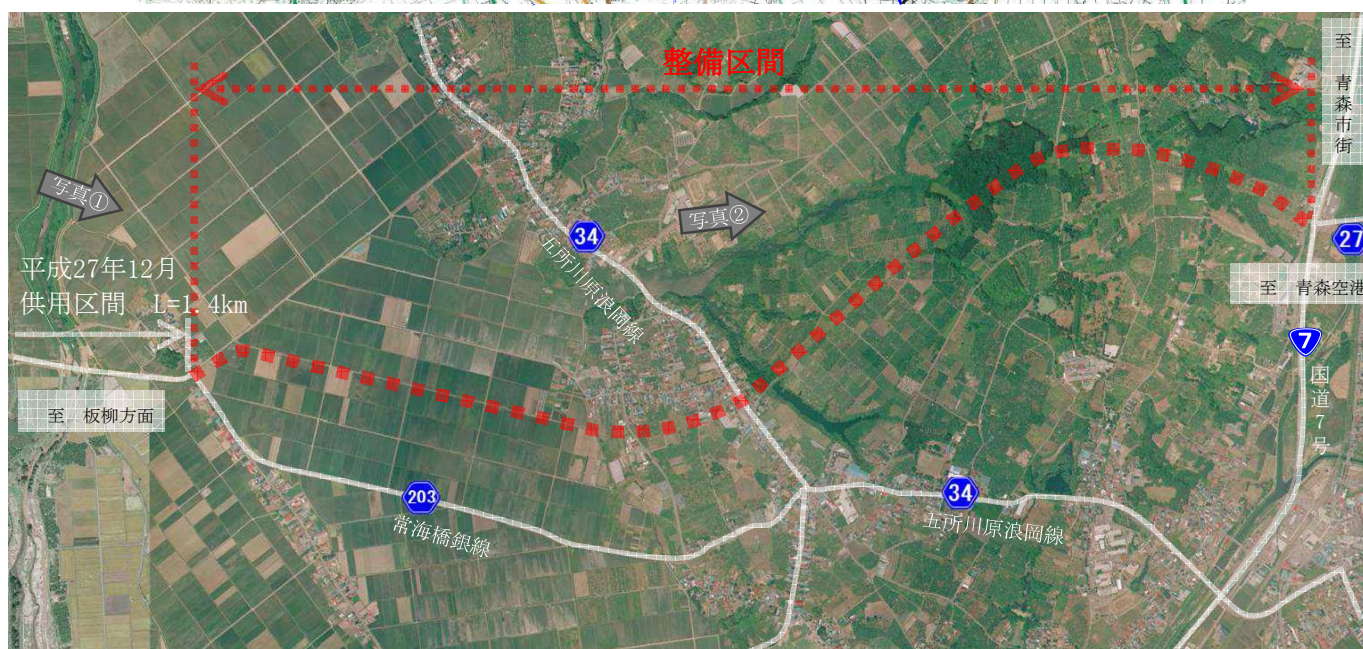 整備区間
至 青森市街
写真①
写真②
34
五所川原浪岡線
27
平成27年12月
供用区間 L=1.4km
至 青森空港
7
国道7号
至 板柳方面
203
常海橋銀線
34
五所川原浪岡線